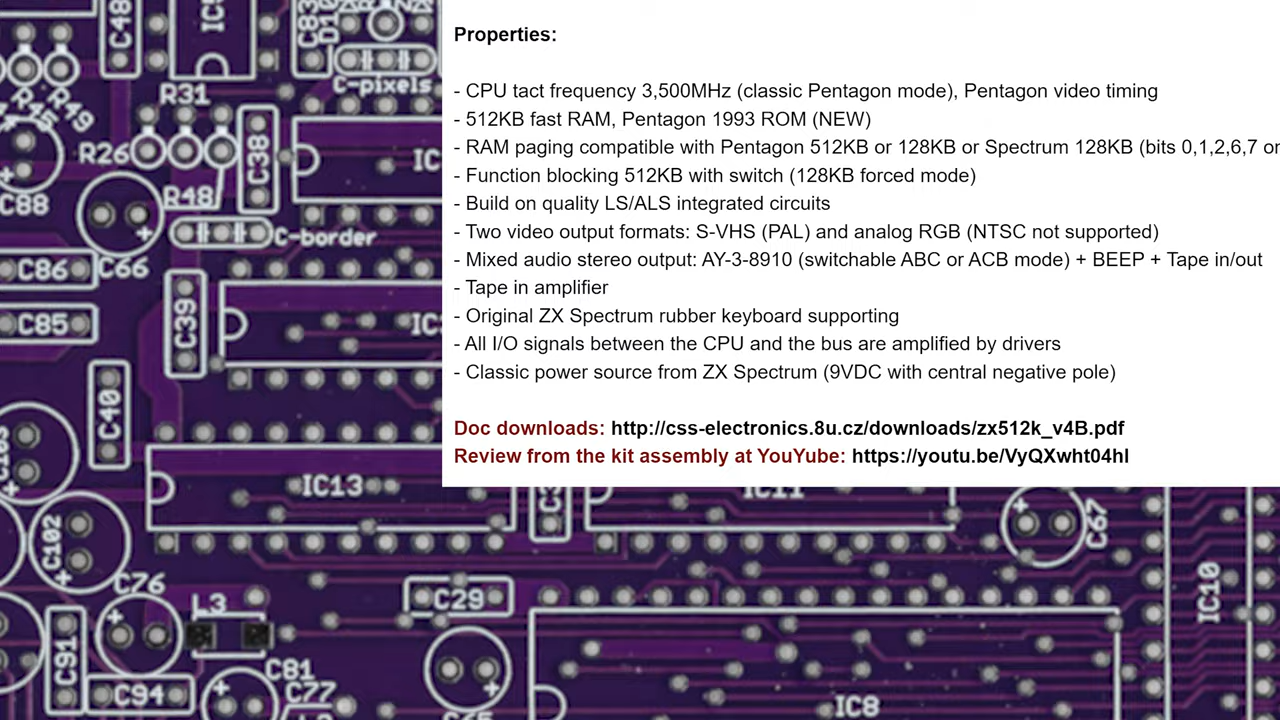 Properties:
- CPU tact frequency 3,500MHz (classic Pentagon mode), Pentagon video timing
- 512KB fast RAM, Pentagon 1993 ROM (NEW)
- RAM paging compatible with Pentagon 512KB or 128KB or Spectrum 128KB (bits 0,1,2,6,7 or
- Function blocking 512KB with switch (128KB forced mode)
- Build on quality LS/ALS integrated circuits
- Two video output formats: S-VHS (PAL) and analog RGB (NTSC not supported)
- Mixed audio stereo output: AY-3-8910 (switchable ABC or ACB mode) + BEEP + Tape in/out
- Tape in amplifier
- Original ZX Spectrum rubber keyboard supporting
- All I/O signals between the CPU and the bus are amplified by drivers
- Classic power source from ZX Spectrum (9VDC with central negative pole)
Doc downloads: http://css-electronics.8u.cz/downloads/zx512k_v4B.pdf
Review from the kit assembly at YouYube: https://youtu.be/VyQXwht04hI
C48
C83
C-pixels
R31
R49
R26
C38
IC
C88
R48
C-border
C86
C66
C39
C85
C40
IC13
IC11
C67
C102
C76
L3
C29
IC10
C91
C94
C81
C77
IC8